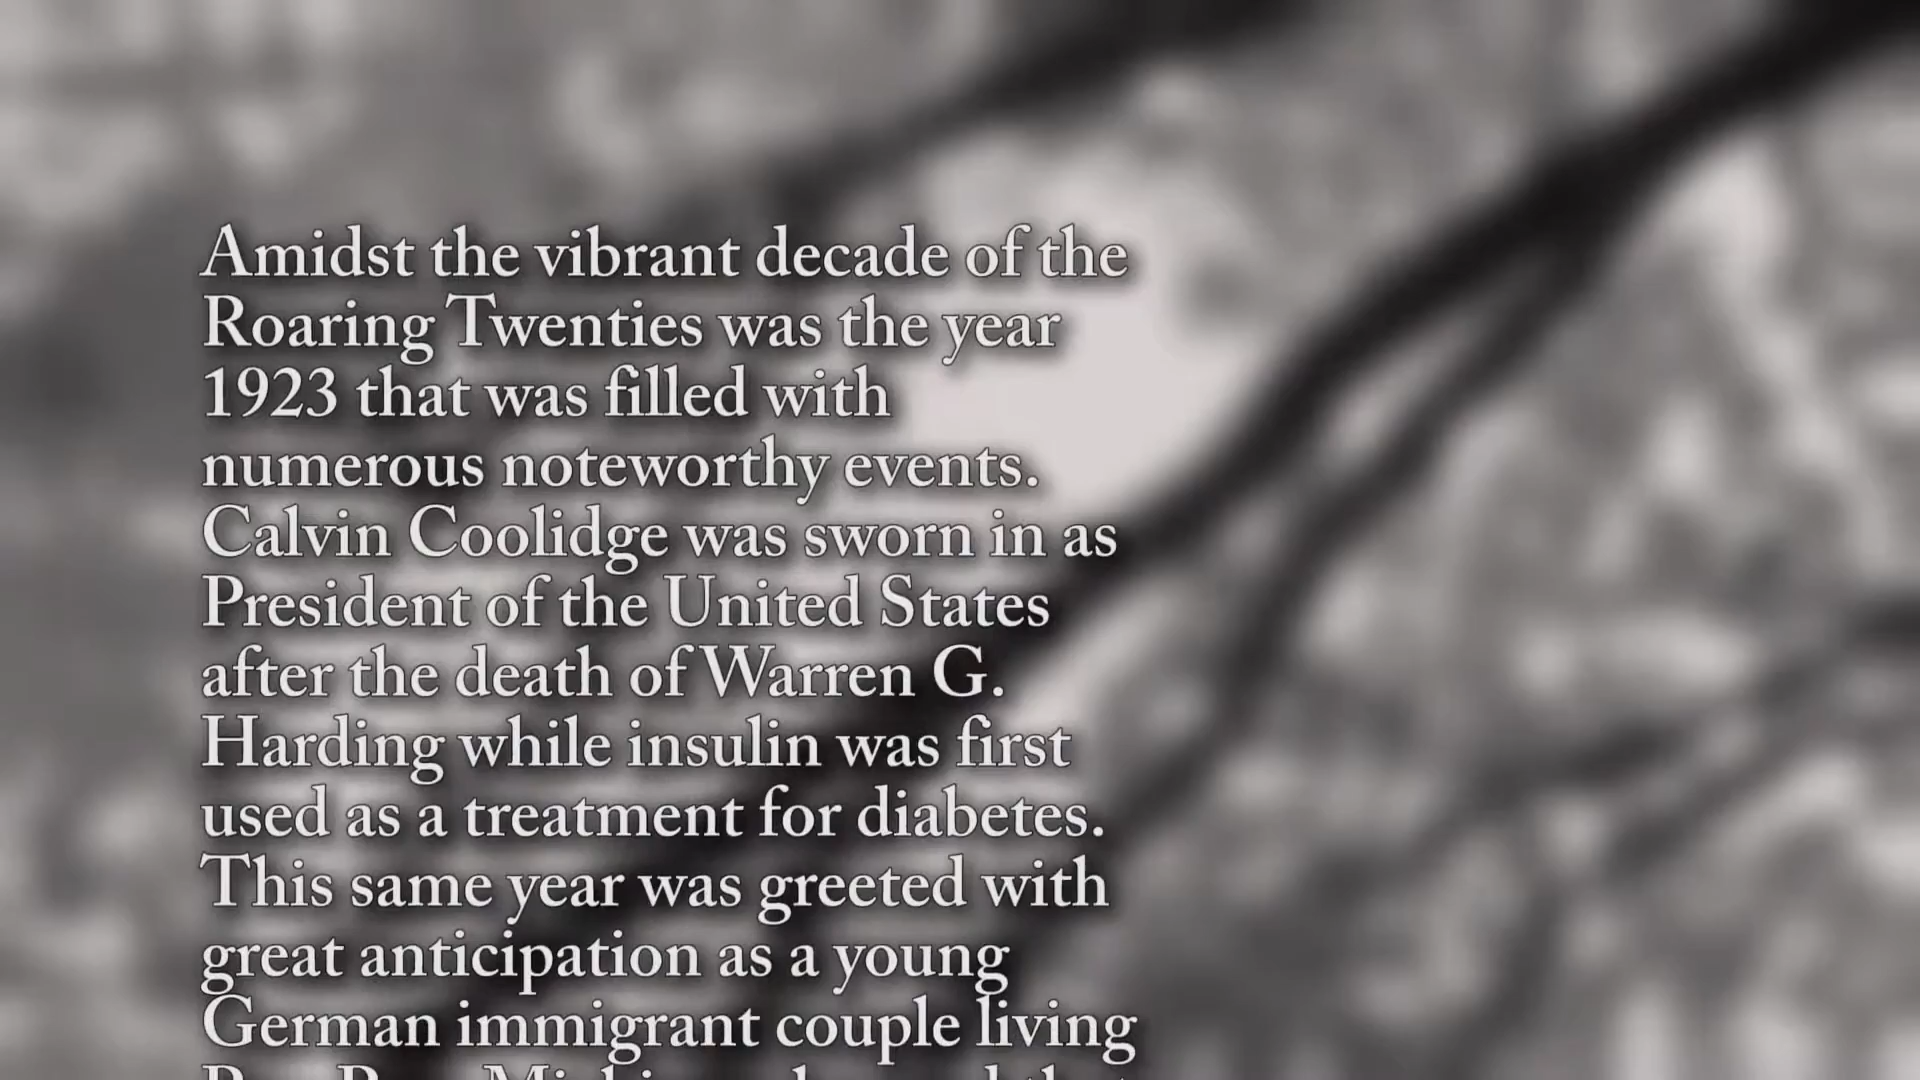 Amidst the vibrant decade of the
Roaring Twenties was the year
1923 that was filled with
numerous noteworthy events.
Calvin Coolidge was sworn in as
President of the United States
after the death of Warren G.
Harding while insulin was first
used as a treatment for diabetes.
This same year was greeted with
great anticipation as a young
German immigrant couple living